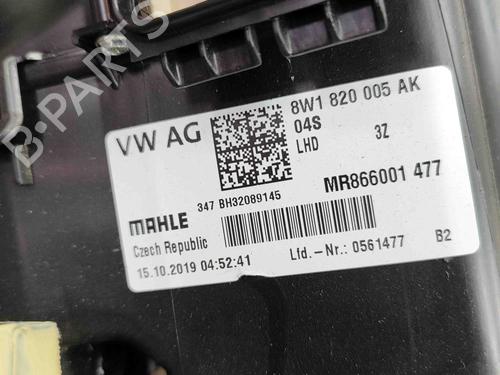 B-PARTS
VW AG
8W1 820 005 AK
04S
LHD 3Z
347 BH32089145
MR866001 477
MAHLE
Czech Republic
15.10.2019 04:52:41
Lfd.-Nr.: 0561477 B2